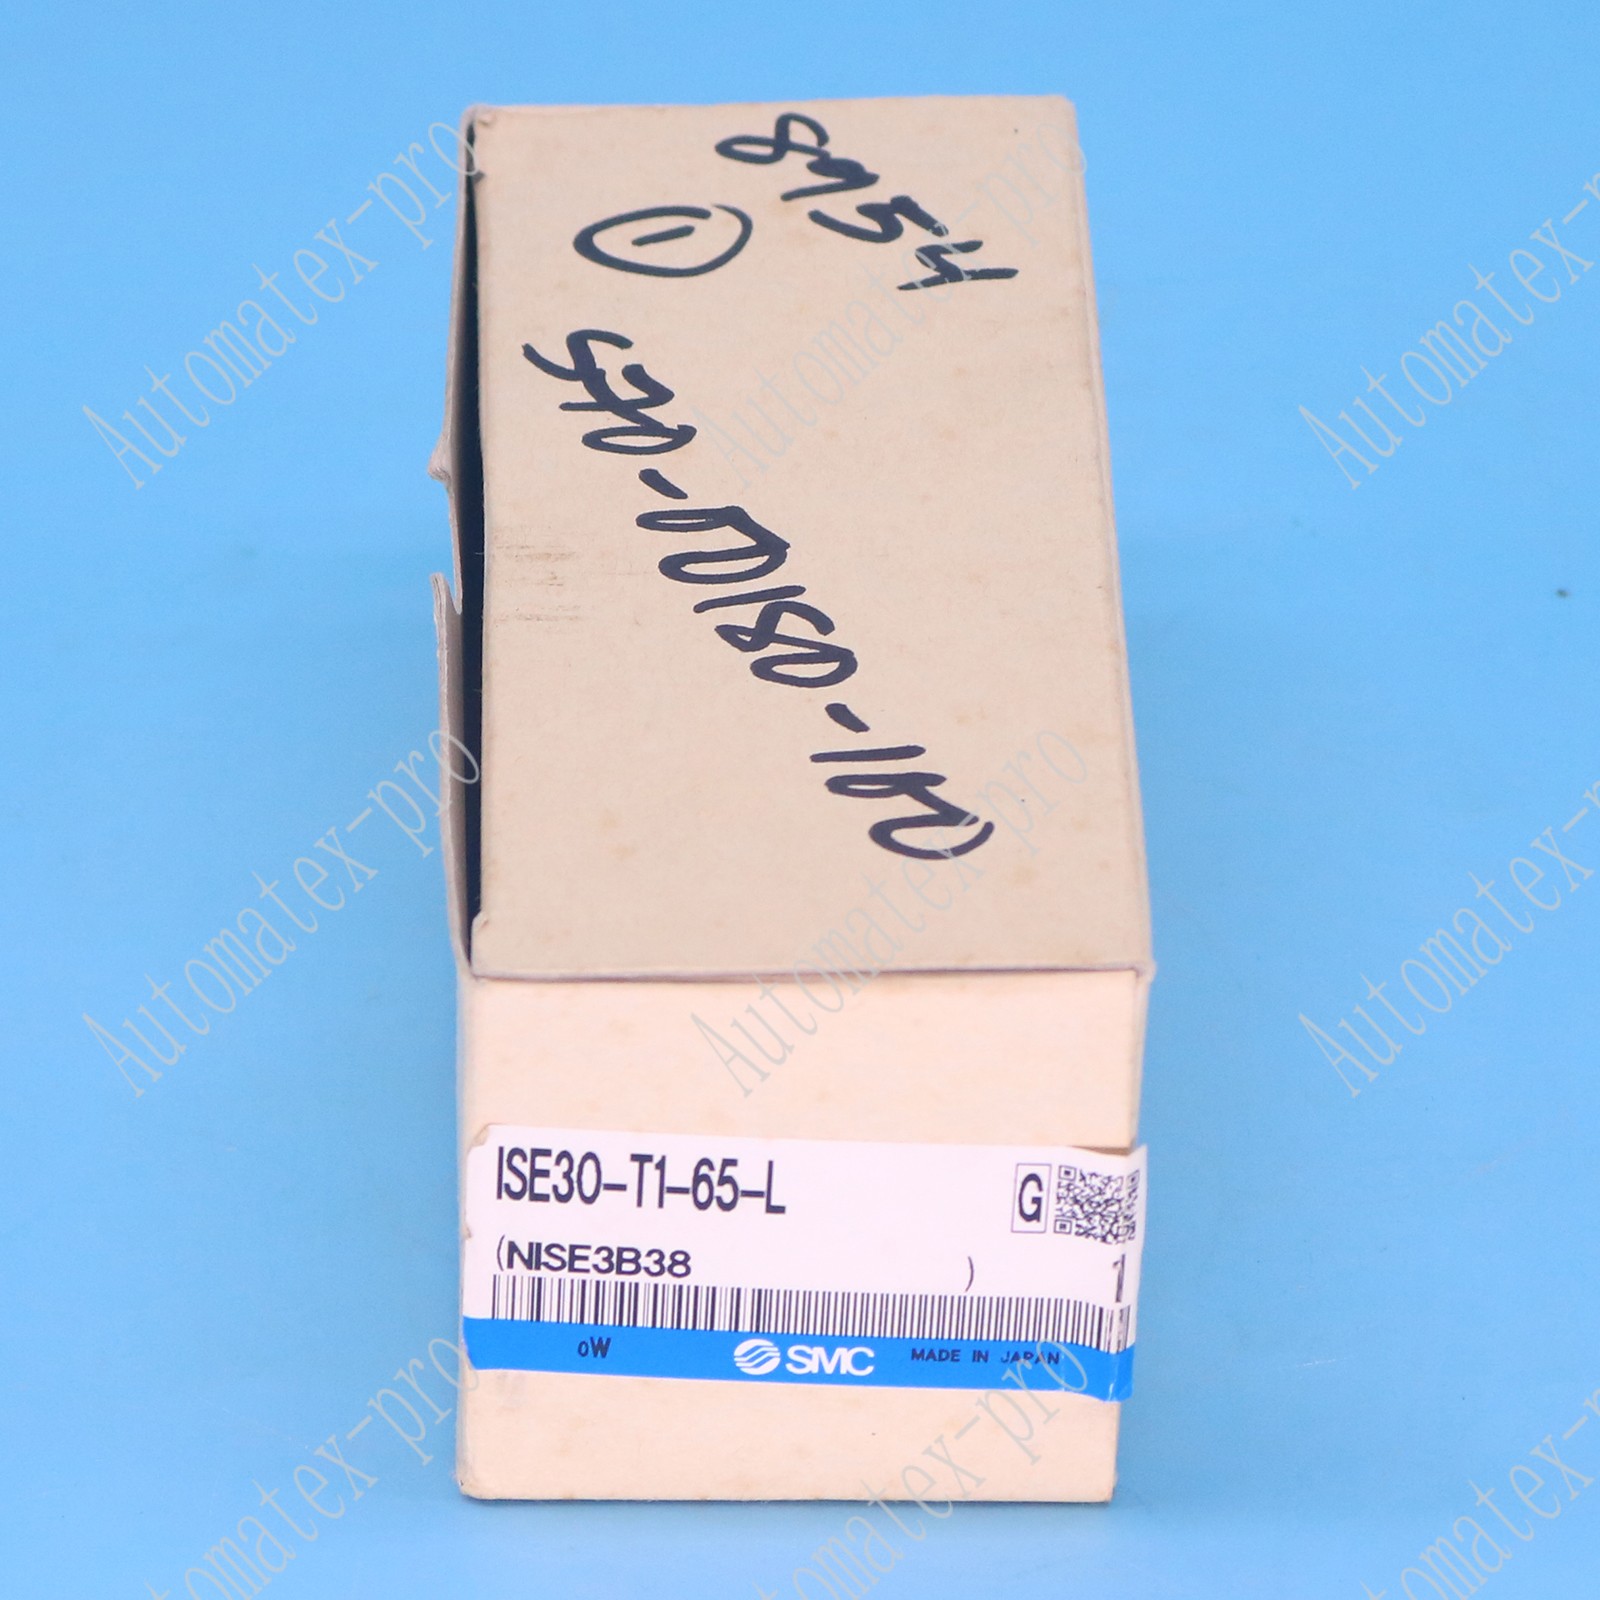 8954
①
570-00180-100
ISE30-T1-65-L
G
(NISE3B38 )
1
oW
SMC
MADE IN JAPAN
Automatex-pro
Automatex-pro
Automatex-pro
Automatex-pro
Automatex-pro
Automatex-pro